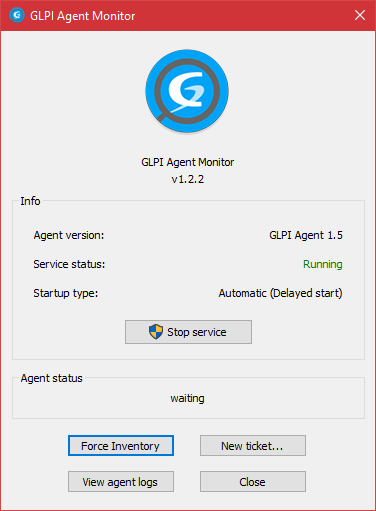 GLPI Agent Monitor
GLPI Agent Monitor
v1.2.2
Info
Agent version: GLPI Agent 1.5
Service status: Running
Startup type: Automatic (Delayed start)
Stop service
Agent status
waiting
Force Inventory New ticket...
View agent logs Close